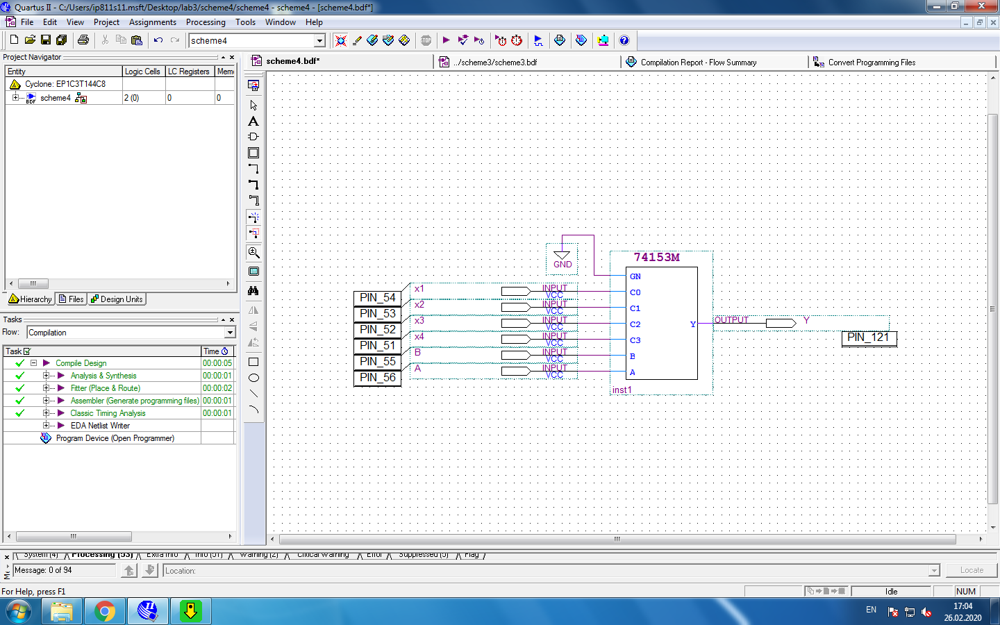 Quartus II - C:/Users/ip811s11.msft/Desktop/lab3/scheme4/scheme4 - scheme4 - [scheme4.bdf*]
File Edit View Project Assignments Processing Tools Window Help
scheme4
STOP
Project Navigator
scheme4.bdf*
../scheme3/scheme3.bdf
Compilation Report - Flow Summary
Convert Programming Files
Entity Logic Cells LC Registers Mem
Cyclone: EP1C3T144C8
BDF scheme4 2 (0) 0 0
Hierarchy Files Design Units
Tasks
Flow: Compilation
Task Time
Compile Design 00:00:05
Analysis & Synthesis 00:00:01
Fitter (Place & Route) 00:00:02
Assembler (Generate programming files) 00:00:01
Classic Timing Analysis 00:00:01
EDA Netlist Writer
Program Device (Open Programmer)
GND
74153M
GN
C0
C1
C2
C3
B
A
Y
inst1
x1 INPUT
VCC
x2 INPUT
VCC
x3 INPUT
VCC
x4 INPUT
VCC
B INPUT
VCC
A INPUT
VCC
PIN_54
PIN_53
PIN_52
PIN_51
PIN_55
PIN_56
OUTPUT Y
PIN_121
System (4) Processing (53) Extra Info Info (51) Warning (2) Critical Warning Error Suppressed (5) Flag
Message: 0 of 94
Location:
Locate
For Help, press F1
Idle
NUM
EN
17:04
26.02.2020